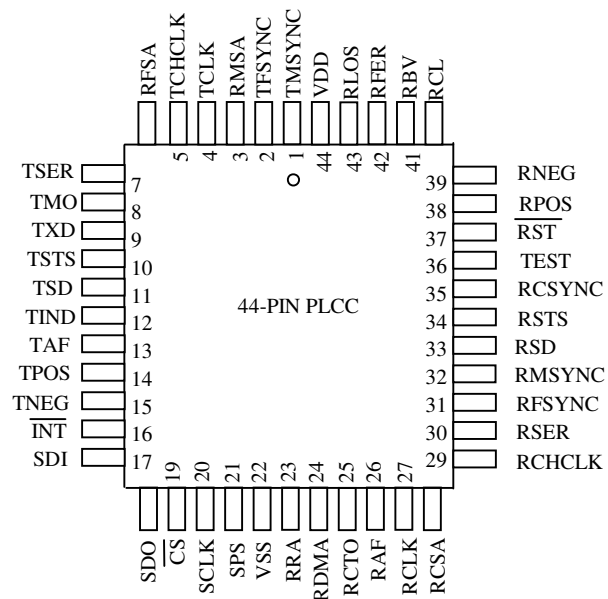 RFSA
TCHCLK
TCLK
RMSA
TFSYNC
TMSYNC
VDD
RLOS
RFER
RBV
RCL
5
4
3
2
1
44
43
42
41
TSER 7
TMO 8
TXD 9
TSTS 10
TSD 11
TIND 12
TAF 13
TPOS 14
TNEG 15
INT 16
SDI 17
44-PIN PLCC
39 RNEG
38 RPOS
37 RST
36 TEST
35 RCSYNC
34 RSTS
33 RSD
32 RMSYNC
31 RFSYNC
30 RSER
29 RCHCLK
19
20
21
22
23
24
25
26
27
SDO
CS
SCLK
SPS
VSS
RRA
RDMA
RCTO
RAF
RCLK
RCSA